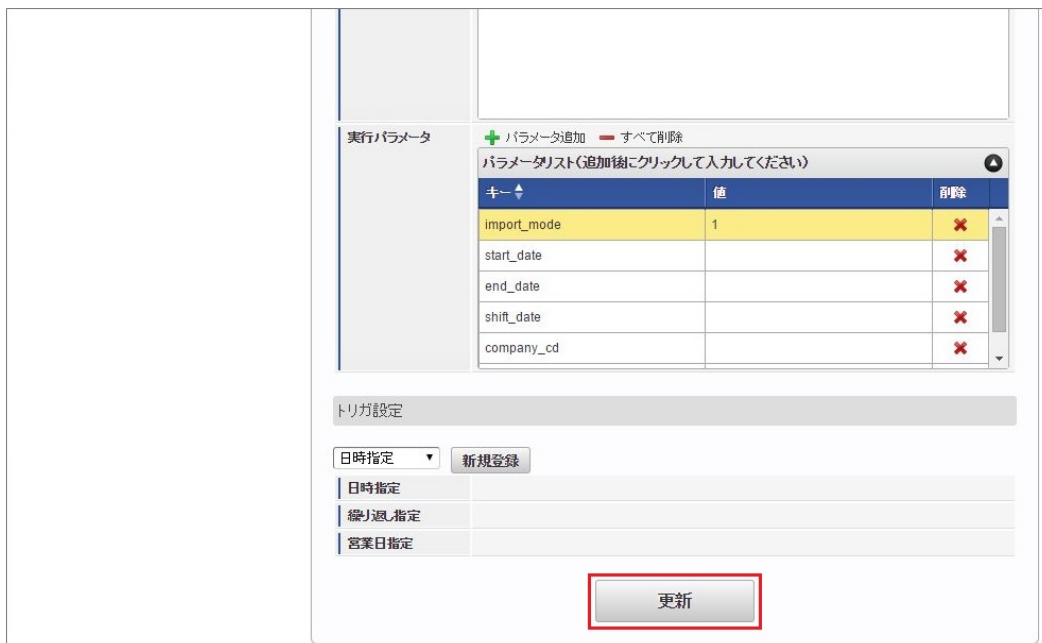 実行パラメータ
パラメータ追加 すべて削除
パラメータリスト(追加後にクリックして入力してください)
キー 値 削除
import_mode 1
start_date
end_date
shift_date
company_cd
トリガ設定
日時指定 新規登録
日時指定
繰り返し指定
営業日指定
更新